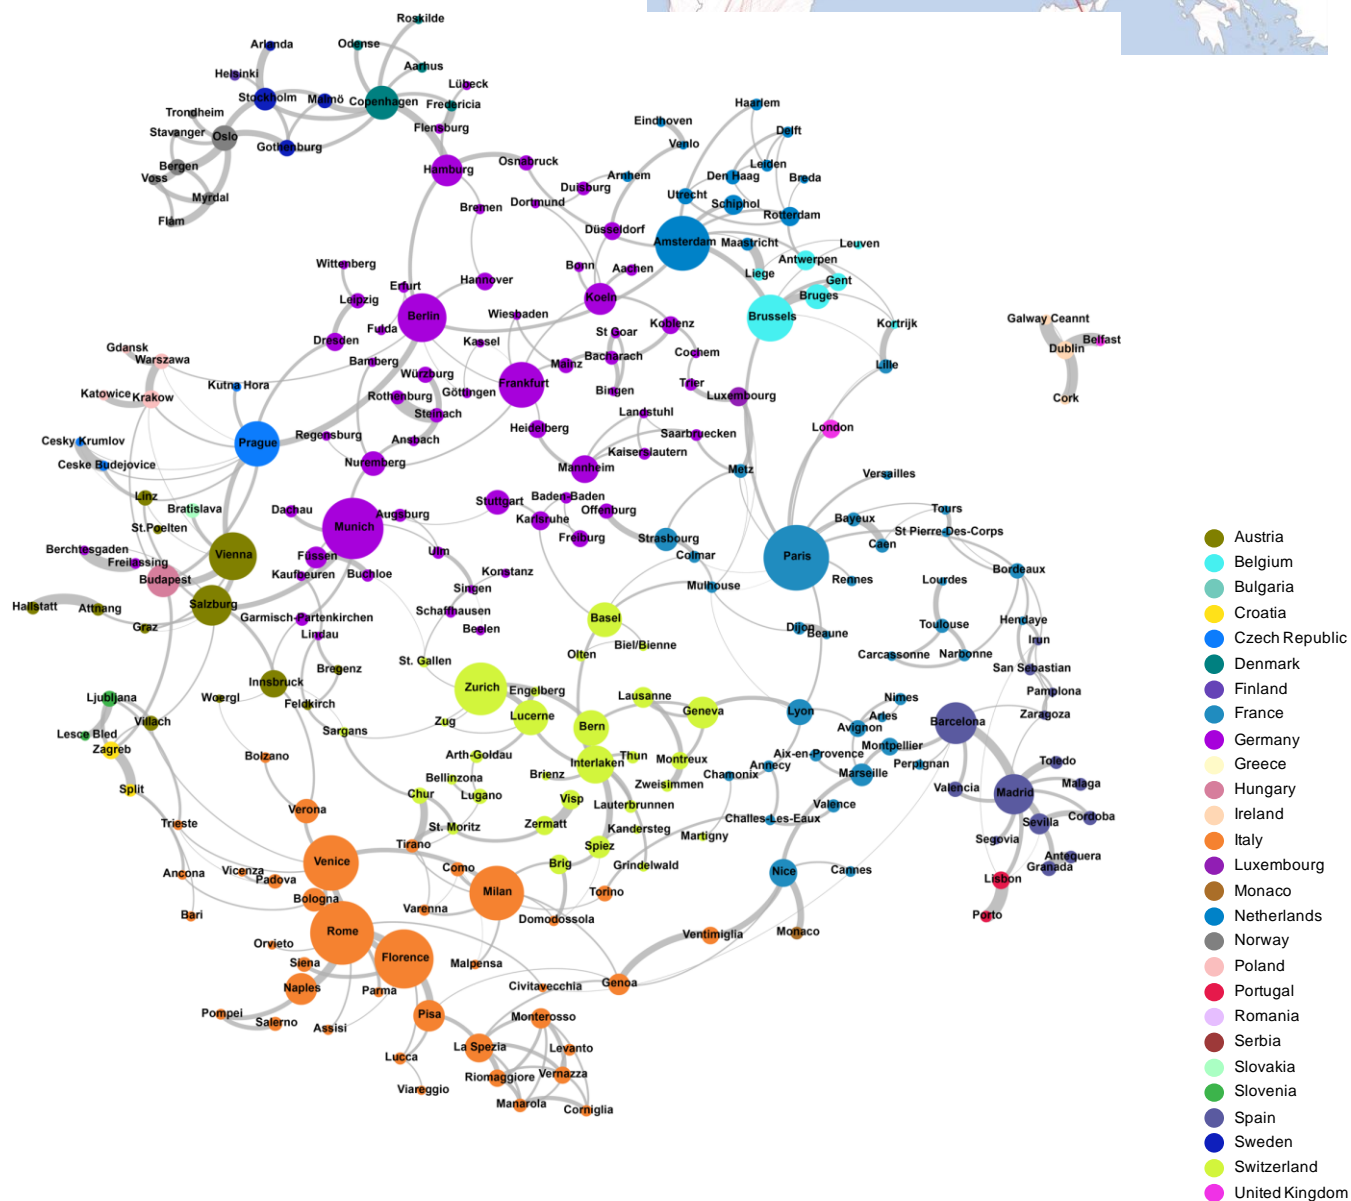 Roskilde
Arlanda
Odense
Helsinki
Aarhus
Lübeck
Stockholm
Malmö
Copenhagen
Fredericia
Haarlem
Trondheim
Eindhoven
Flensburg
Stavanger
Oslo
Delft
Gothenburg
Venlo
Bergen
Hamburg
Osnabruck
Leiden
Voss
Arnhem
Den Haag
Breda
Duisburg
Myrdal
Utrecht
Bremen
Dortmund
Schiphol
Flåm
Rotterdam
Düsseldorf
Amsterdam
Maastricht
Leuven
Wittenberg
Bonn
Aachen
Antwerpen
Liege
Hannover
Gent
Erfurt
Leipzig
Koeln
Bruges
Berlin
Wiesbaden
Brussels
Galway Ceannt
Fulda
St Goar
Koblenz
Kortrijk
Dresden
Kassel
Belfast
Gdansk
Dublin
Warszawa
Bamberg
Mainz
Bacharach
Cochem
Lille
Würzburg
Kutna Hora
Frankfurt
Trier
Katowice
Krakow
Rothenburg
Göttingen
Bingen
Luxembourg
Cork
Steinach
Landstuhl
Heidelberg
London
Cesky Krumlov
Prague
Regensburg
Ansbach
Saarbruecken
Kaiserslautern
Ceske Budejovice
Nuremberg
Mannheim
Metz
Versailles
Linz
Stuttgart
Baden-Baden
Bratislava
Dachau
Augsburg
Offenburg
Tours
Karlsruhe
Bayeux
St.Poelten
Munich
St Pierre-Des-Corps
Freiburg
Strasbourg
Caen
Berchtesgaden
Vienna
Ulm
Colmar
Paris
Freilassing
Füssen
Bordeaux
Budapest
Kaufbeuren
Buchloe
Konstanz
Rennes
Lourdes
Singen
Mulhouse
Hallstatt
Attnang
Salzburg
Schaffhausen
Garmisch-Partenkirchen
Basel
Hendaye
Graz
Beelen
Dijon
Toulouse
Lindau
Beaune
Irun
Biel/Bienne
Olten
Carcassonne
Narbonne
St. Gallen
Bregenz
San Sebastian
Innsbruck
Zurich
Engelberg
Pamplona
Ljubljana
Woergl
Lausanne
Nimes
Feldkirch
Geneva
Lyon
Lucerne
Arles
Zaragoza
Villach
Zug
Bern
Avignon
Barcelona
Lesce Bled
Sargans
Zagreb
Montpellier
Bolzano
Arth-Goldau
Thun
Aix-en-Provence
Interlaken
Montreux
Annecy
Perpignan
Toledo
Bellinzona
Brienz
Chamonix
Marseille
Split
Zweisimmen
Malaga
Chur
Lugano
Valencia
Madrid
Visp
Verona
Lauterbrunnen
Valence
Trieste
St. Moritz
Zermatt
Kandersteg
Challes-Les-Eaux
Cordoba
Sevilla
Martigny
Segovia
Tirano
Spiez
Antequera
Venice
Brig
Grindelwald
Granada
Ancona
Vicenza
Como
Nice
Cannes
Padova
Lisbon
Milan
Torino
Bologna
Varenna
Bari
Domodossola
Porto
Rome
Ventimiglia
Monaco
Orvieto
Florence
Siena
Malpensa
Naples
Parma
Civitavecchia
Genoa
Pompei
Pisa
Monterosso
Salerno
Assisi
La Spezia
Levanto
Lucca
Riomaggiore
Vernazza
Viareggio
Manarola
Corniglia
Austria
Belgium
Bulgaria
Croatia
Czech Republic
Denmark
Finland
France
Germany
Greece
Hungary
Ireland
Italy
Luxembourg
Monaco
Netherlands
Norway
Poland
Portugal
Romania
Serbia
Slovakia
Slovenia
Spain
Sweden
Switzerland
United Kingdom